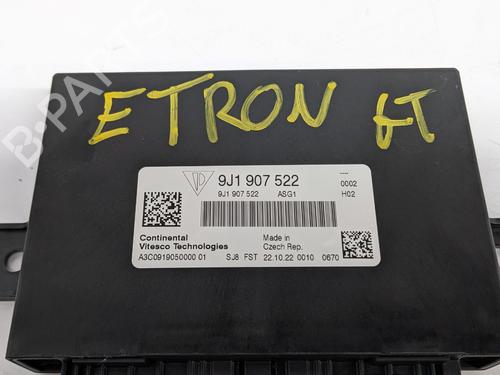 ETRON GT
B-PARTS
9J1 907 522
9J1 907 522 ASG1
----
0002
H02
Continental
Vitesco Technologies
Made in
Czech Rep.
A3C0919050000 01 SJ8 FST 22.10.22 0010 0670